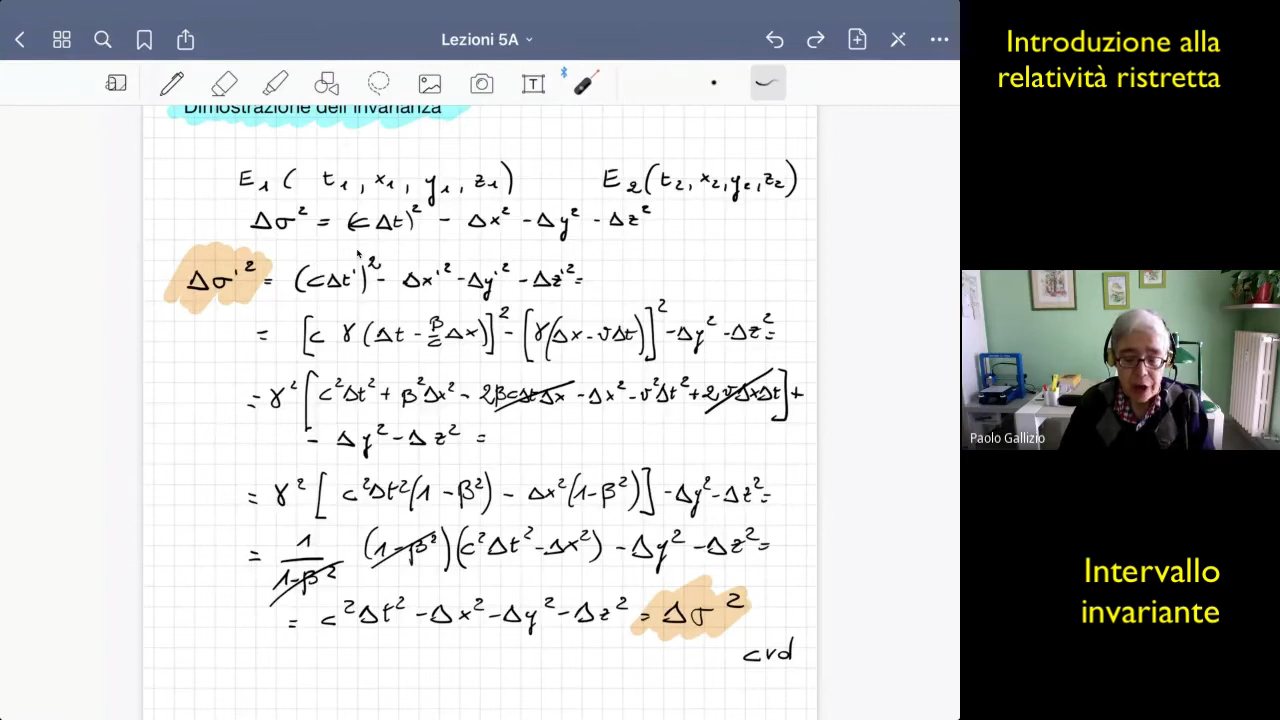 Lezioni 5A
Introduzione alla
relatività ristretta
Dimostrazione dell'invarianza
E₁ ( t₁, x₁, y₁, z₁) E₂(t₂, x₂, y₂, z₂)
Δσ² = (cΔt)² - Δx² - Δy² - Δz²
Δσ'² = (cΔt')² - Δx'² - Δy'² - Δz'² =
= [c γ (Δt - β/c Δx)]² - [γ(Δx - vΔt)]² - Δy² - Δz² =
= γ² [c²Δt² + β²Δx² - 2βcΔtΔx - Δx² - v²Δt² + 2vΔxΔt] +
- Δy² - Δz² =
= γ² [c²Δt²(1 - β²) - Δx²(1-β²)] - Δy² - Δz² =
= 1/(1-β²) (1-β²)(c²Δt² - Δx²) - Δy² - Δz² =
= c²Δt² - Δx² - Δy² - Δz² = Δσ²
cvd
Paolo Gallizio
Intervallo
invariante